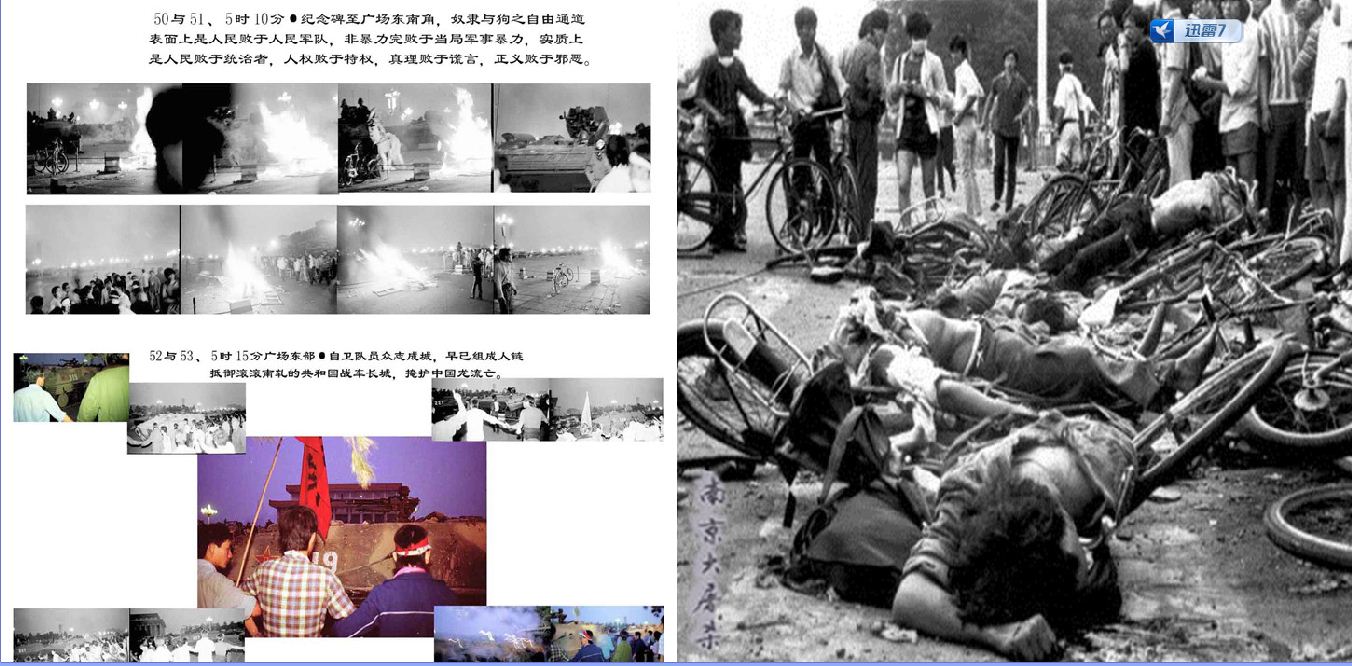 50与51、5时10分●纪念碑至广场东南角，奴隶与狗之自由通道
表面上是人民败于人民军队，非暴力完败于当局军事暴力，实质上
是人民败于统治者，人权败于特权，真理败于谎言，正义败于邪恶。
52与53、5时15分广场东部●自卫队员众志成城，早已组成人链
抵御滚滚南轧的共和国战车长城，掩护中国龙流亡。
19
迅雷7
南京大屠杀